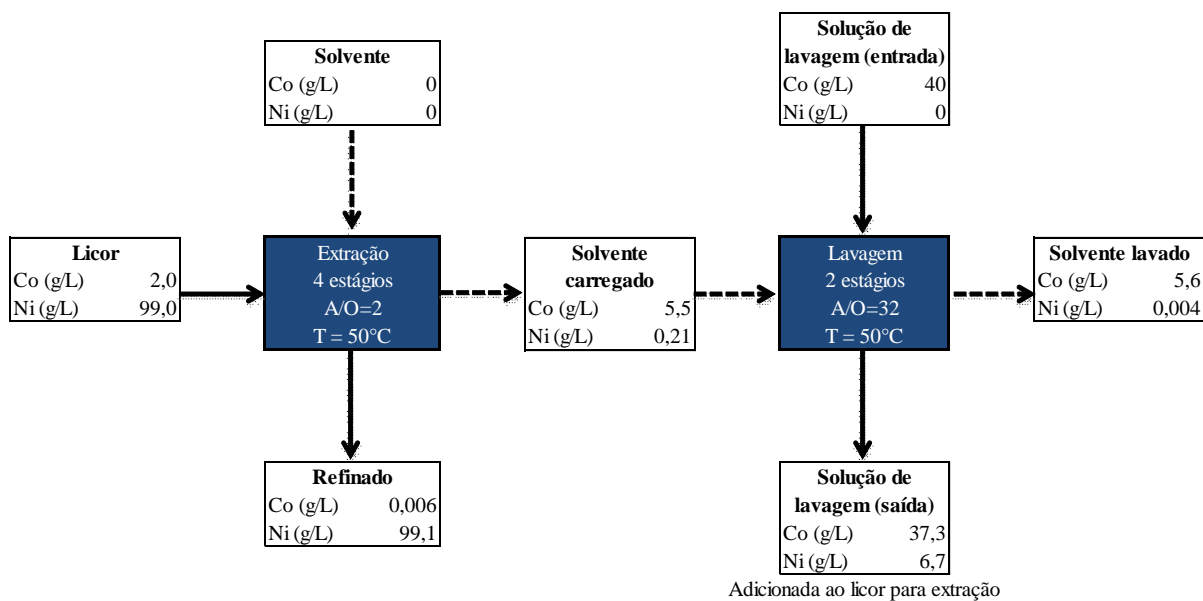 Solvente
Co (g/L) 0
Ni (g/L) 0
Solução de
lavagem (entrada)
Co (g/L) 40
Ni (g/L) 0
Licor
Co (g/L) 2,0
Ni (g/L) 99,0
Extração
4 estágios
A/O=2
T = 50°C
Solvente
carregado
Co (g/L) 5,5
Ni (g/L) 0,21
Lavagem
2 estágios
A/O=32
T = 50°C
Solvente lavado
Co (g/L) 5,6
Ni (g/L) 0,004
Refinado
Co (g/L) 0,006
Ni (g/L) 99,1
Solução de
lavagem (saída)
Co (g/L) 37,3
Ni (g/L) 6,7
Adicionada ao licor para extração